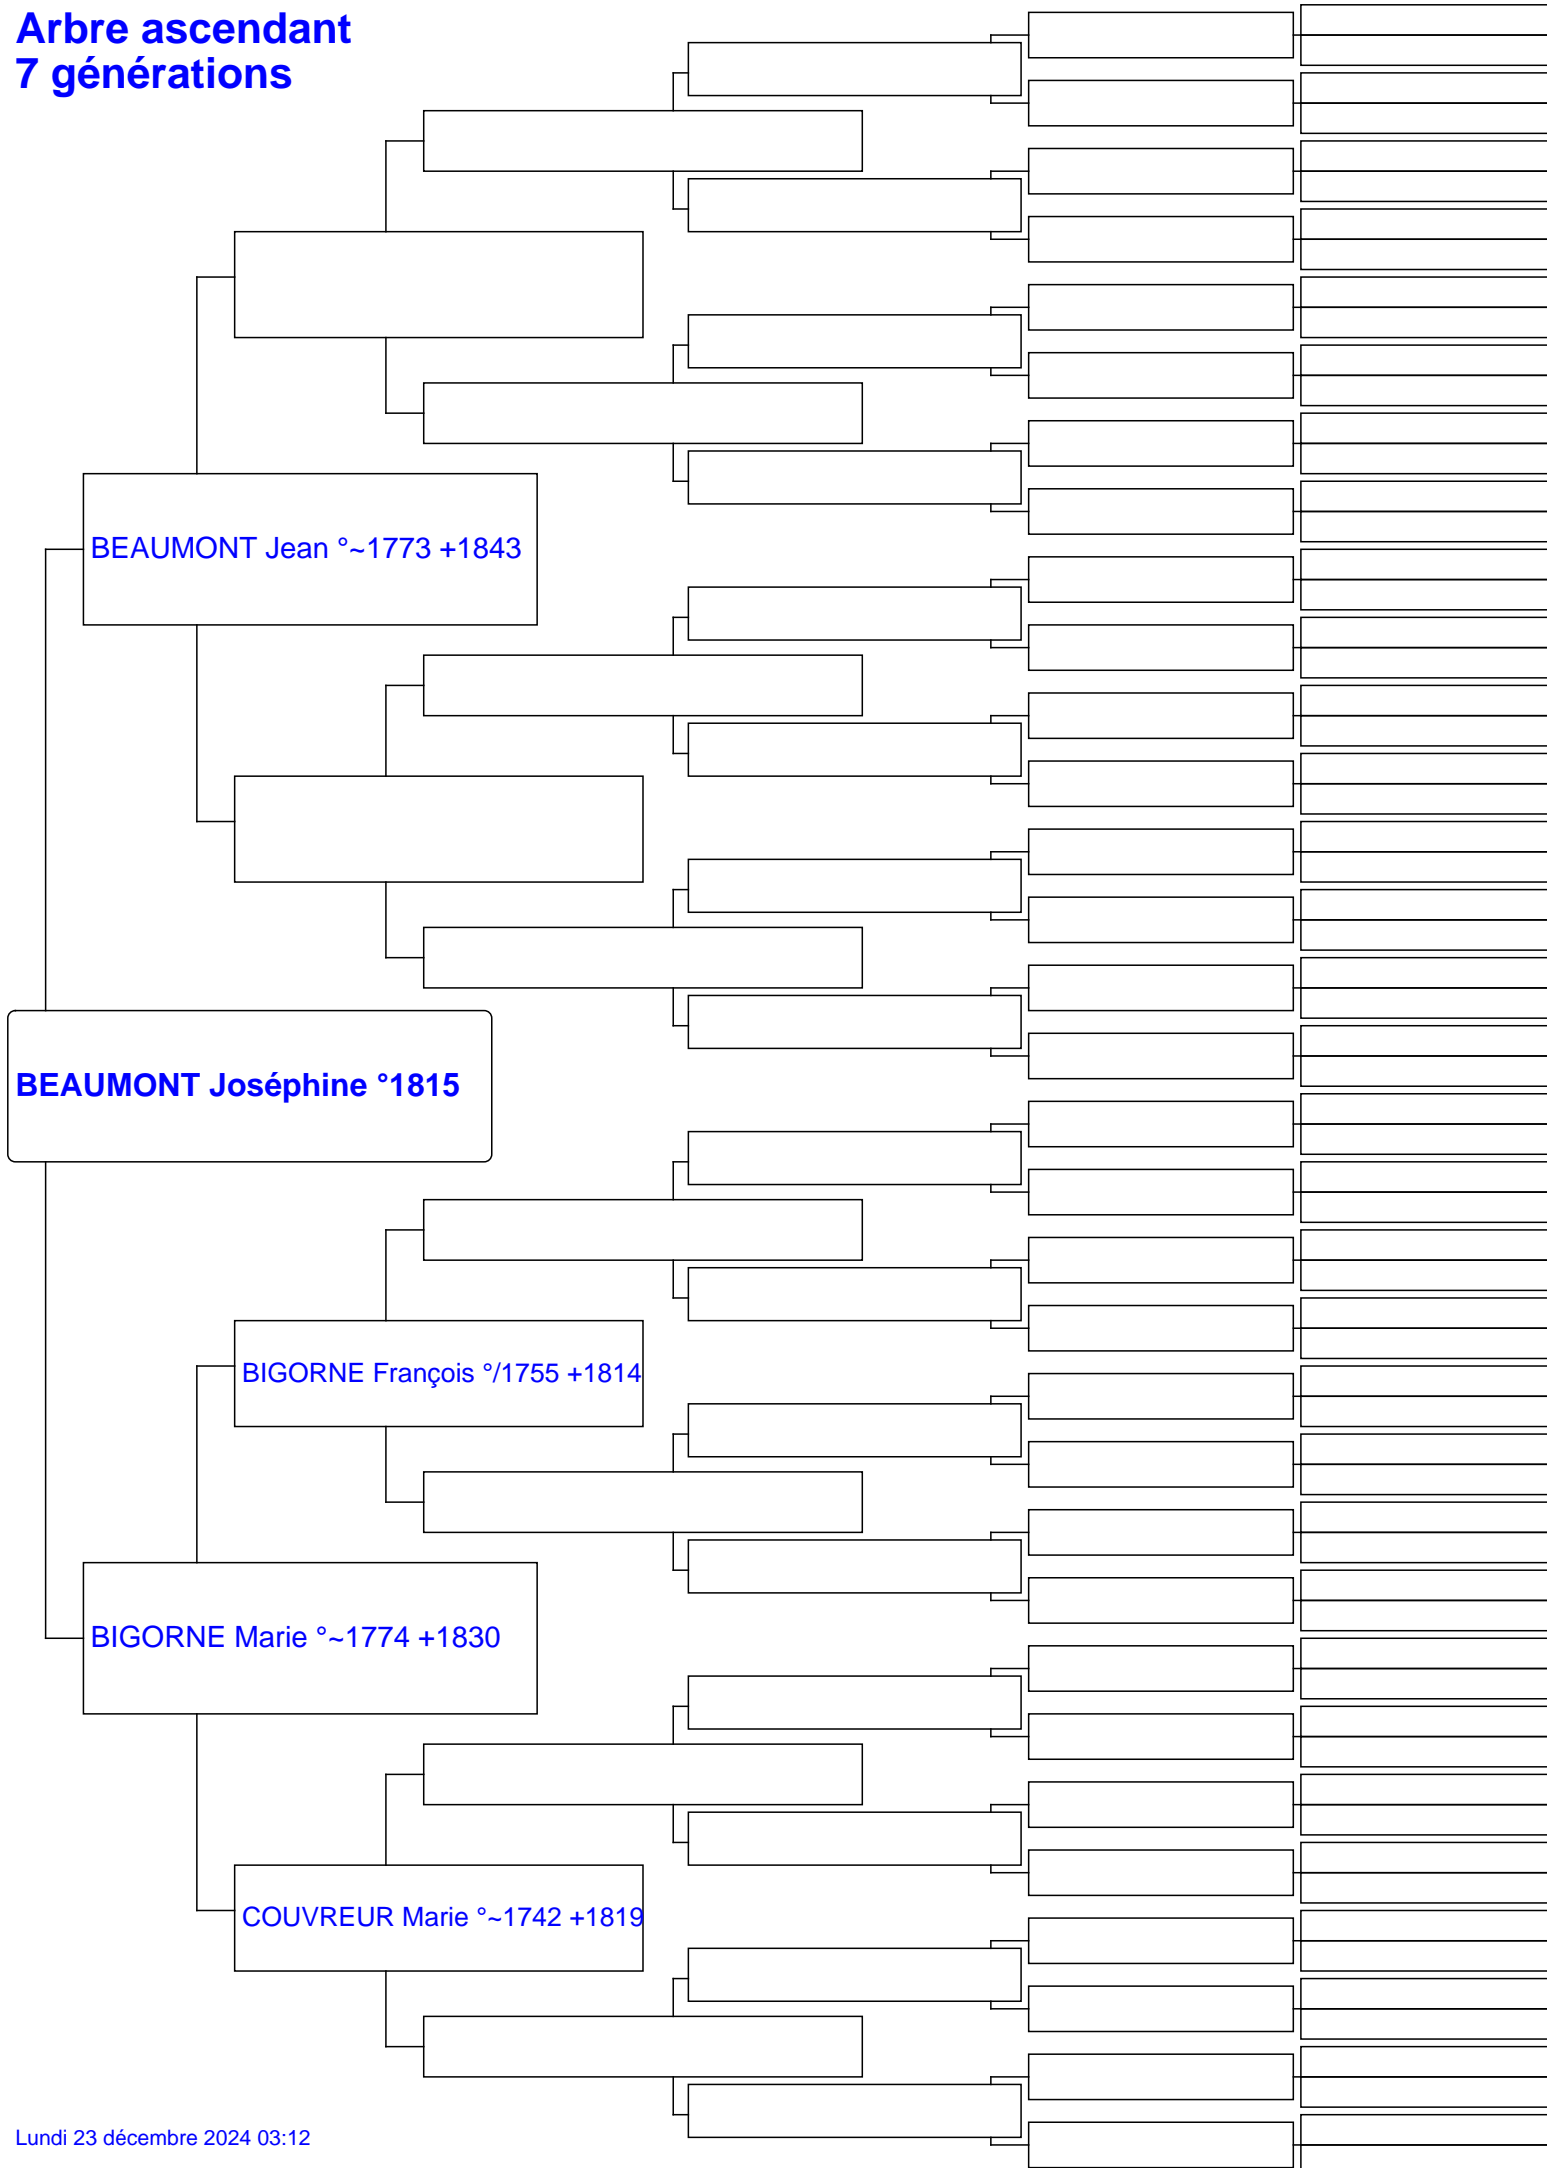 Arbre ascendant
7 générations
BEAUMONT Jean °~1773 +1843
BEAUMONT Joséphine °1815
BIGORNE François °/1755 +1814
BIGORNE Marie °~1774 +1830
COUVREUR Marie °~1742 +1819
Lundi 23 décembre 2024 03:12